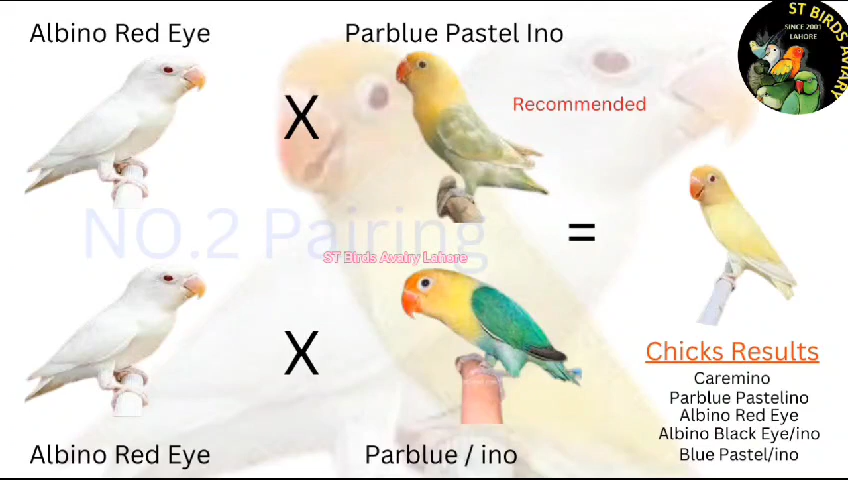 Albino Red Eye
Parblue Pastel Ino
ST BIRDS AVIARY
SINCE 2001
LAHORE
X
Recommended
NO.2 Pairing
=
ST Birds Avairy Lahore
X
Chicks Results
Caremino
Parblue Pastelino
Albino Red Eye
Albino Black Eye/ino
Blue Pastel/ino
Albino Red Eye
Parblue / ino